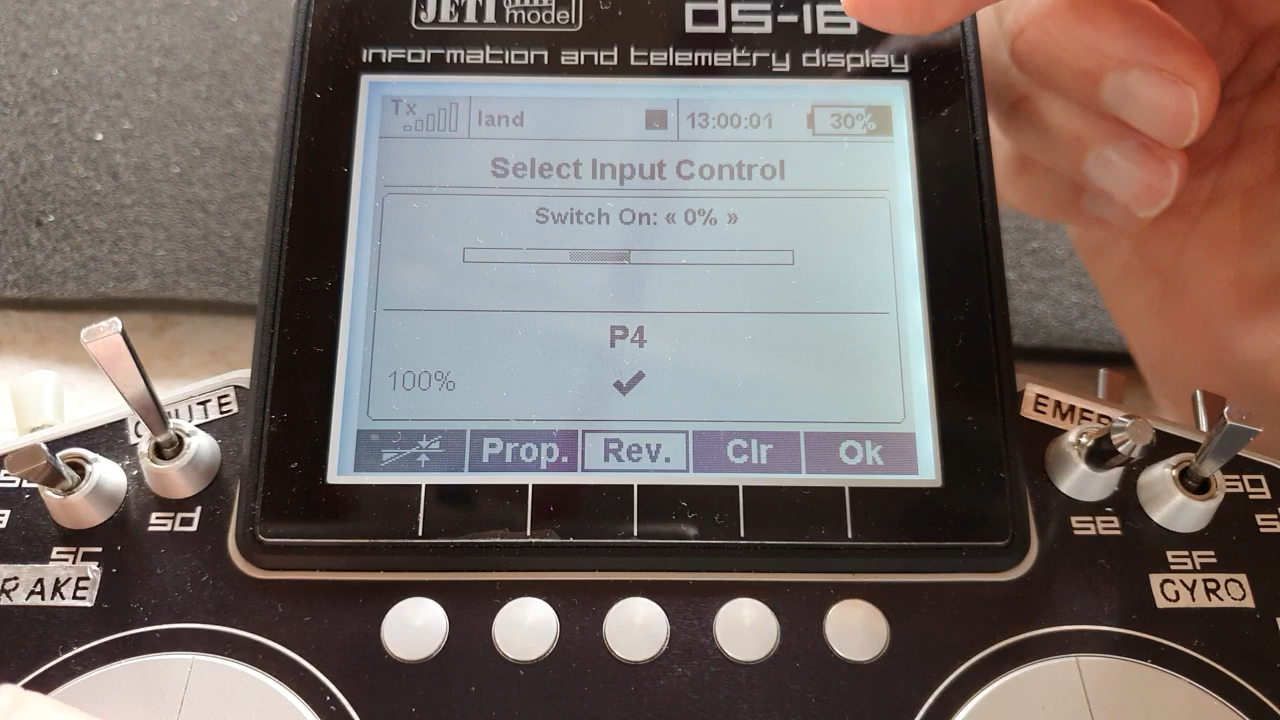 JETI model
DS-16
information and telemetry display
Tx land 13:00:01 30%
Select Input Control
Switch On: « 0% »
P4
100%
Prop. Rev. Clr Ok
sd
sc
RAKE
UTE
EMER
se
sg
SF
GYRO